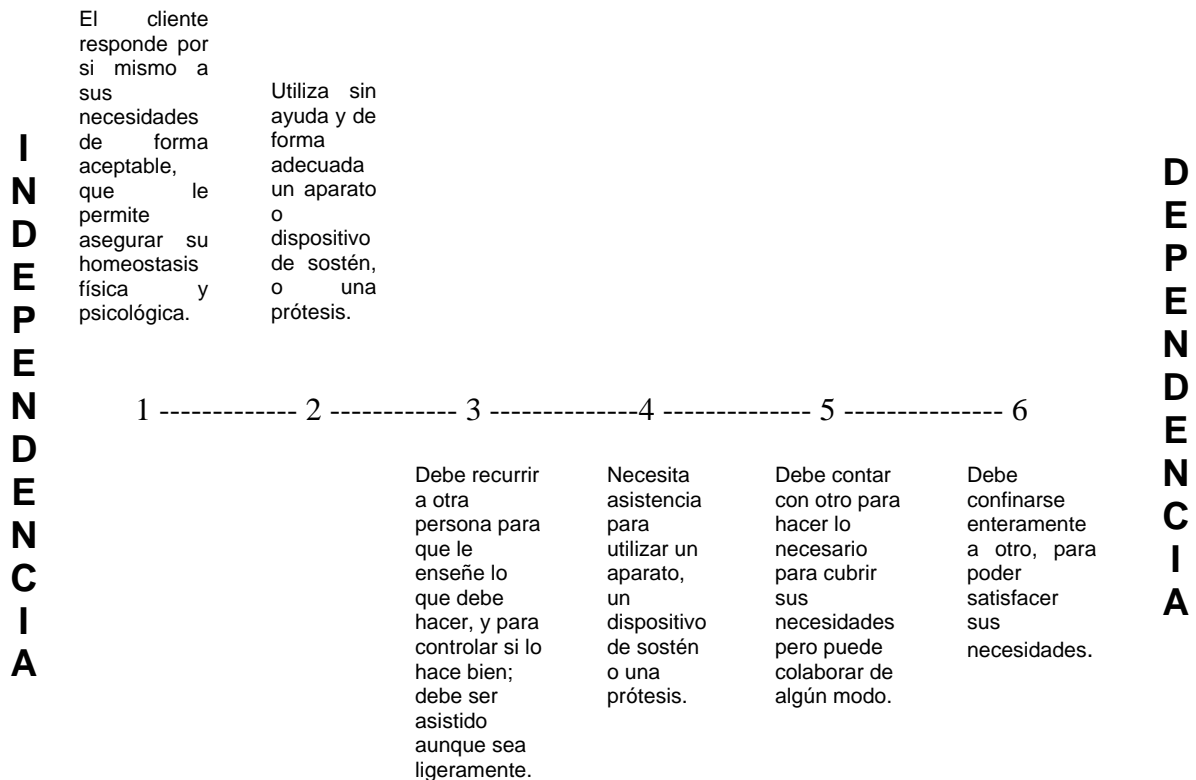 INDEPENDENCIA
El cliente
responde por
si mismo a
sus
necesidades
de forma
aceptable,
que le
permite
asegurar su
homeostasis
física y
psicológica.
Utiliza sin
ayuda y de
forma
adecuada
un aparato
o
dispositivo
de sostén,
o una
prótesis.
1 ------------- 2 ------------ 3 --------------4 -------------- 5 --------------- 6
Debe recurrir
a otra
persona para
que le
enseñe lo
que debe
hacer, y para
controlar si lo
hace bien;
debe ser
asistido
aunque sea
ligeramente.
Necesita
asistencia
para
utilizar un
aparato,
un
dispositivo
de sostén
o una
prótesis.
Debe contar
con otro para
hacer lo
necesario
para cubrir
sus
necesidades
pero puede
colaborar de
algún modo.
Debe
confinarse
enteramente
a otro, para
poder
satisfacer
sus
necesidades.
DEPENDENCIA